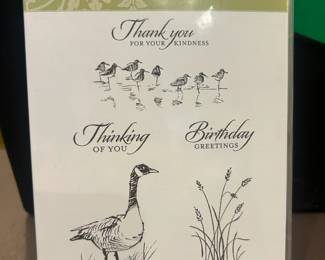 Thank you
FOR YOUR KINDNESS
Thinking
OF YOU
Birthday
GREETINGS